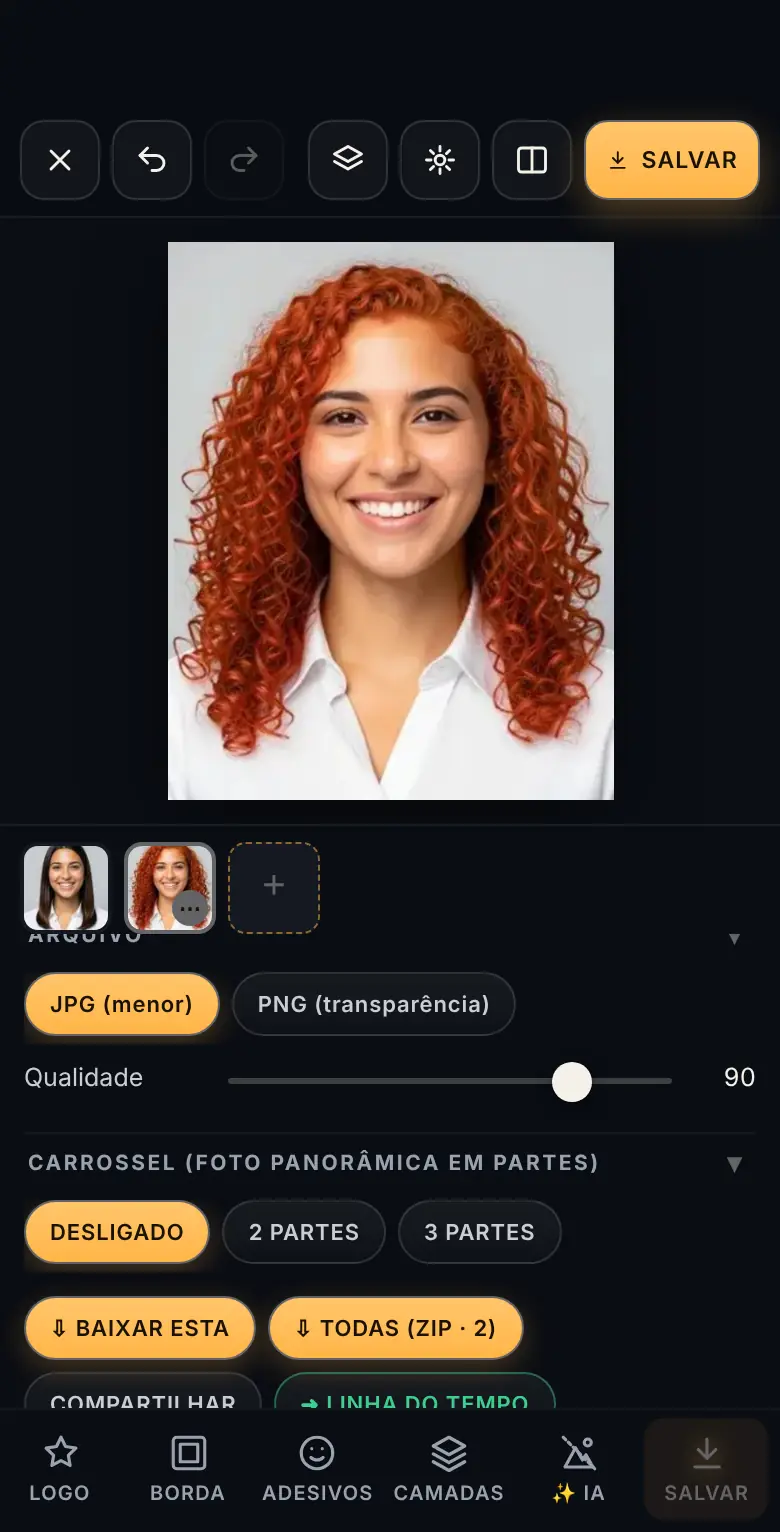 SALVAR
ARQUIVO
JPG (menor)
PNG (transparência)
Qualidade
90
CARROSSEL (FOTO PANORÂMICA EM PARTES)
DESLIGADO
2 PARTES
3 PARTES
⇩ BAIXAR ESTA
⇩ TODAS (ZIP · 2)
COMPARTILHAR
➜ LINHA DO TEMPO
LOGO
BORDA
ADESIVOS
CAMADAS
✨ IA
SALVAR